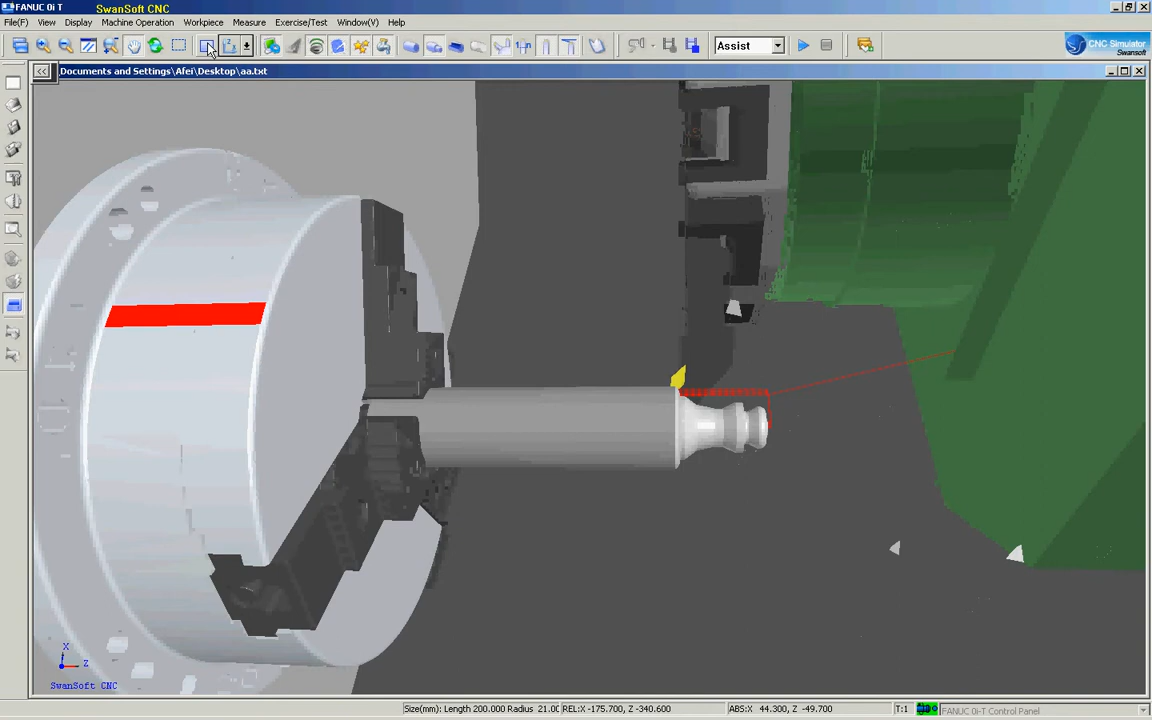 FANUC 0i T
SwanSoft CNC
File(F) View Display Machine Operation Workpiece Measure Exercise/Test Window(V) Help
Assist
CNC Simulator
Swansoft
<<
Documents and Settings\Afei\Desktop\aa.txt
X
Z
SwanSoft CNC
Size(mm): Length 200.000 Radius 21.00 REL:X -175.700, Z -340.600 ABS:X 44.300, Z -49.700 T:1 FANUC 0i-T Control Panel